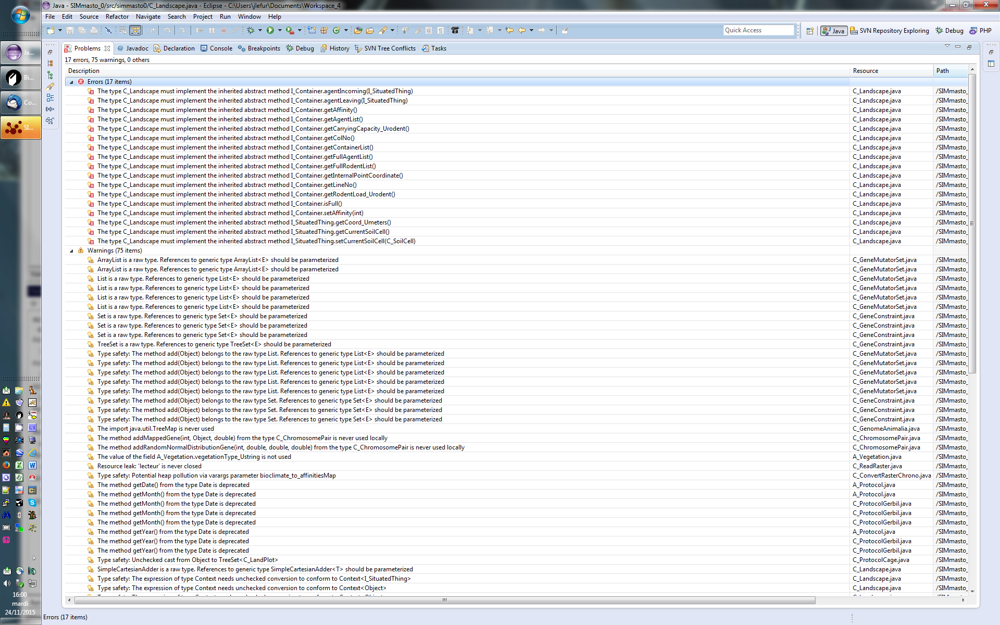 Java - SIMmasto_0/src/simmasto0/C_Landscape.java - Eclipse - C:\Users\jlefur\Documents\Workspace_4
File Edit Source Refactor Navigate Search Project Run Window Help
Quick Access
Java
SVN Repository Exploring
Debug
PHP
Ja...
Bi...
Co...
SI...
Problems
@ Javadoc
Declaration
Console
Breakpoints
Debug
History
SVN Tree Conflicts
Tasks
17 errors, 75 warnings, 0 others
Description Resource Path
Errors (17 items)
The type C_Landscape must implement the inherited abstract method I_Container.agentIncoming(I_SituatedThing) C_Landscape.java /SIMmasto_
The type C_Landscape must implement the inherited abstract method I_Container.agentLeaving(I_SituatedThing) C_Landscape.java /SIMmasto_
The type C_Landscape must implement the inherited abstract method I_Container.getAffinity() C_Landscape.java /SIMmasto_
The type C_Landscape must implement the inherited abstract method I_Container.getAgentList() C_Landscape.java /SIMmasto_
The type C_Landscape must implement the inherited abstract method I_Container.getCarryingCapacity_Urodent() C_Landscape.java /SIMmasto_
The type C_Landscape must implement the inherited abstract method I_Container.getColNo() C_Landscape.java /SIMmasto_
The type C_Landscape must implement the inherited abstract method I_Container.getContainerList() C_Landscape.java /SIMmasto_
The type C_Landscape must implement the inherited abstract method I_Container.getFullAgentList() C_Landscape.java /SIMmasto_
The type C_Landscape must implement the inherited abstract method I_Container.getFullRodentList() C_Landscape.java /SIMmasto_
The type C_Landscape must implement the inherited abstract method I_Container.getInternalPointCoordinate() C_Landscape.java /SIMmasto_
The type C_Landscape must implement the inherited abstract method I_Container.getLineNo() C_Landscape.java /SIMmasto_
The type C_Landscape must implement the inherited abstract method I_Container.getRodentLoad_Urodent() C_Landscape.java /SIMmasto_
The type C_Landscape must implement the inherited abstract method I_Container.isFull() C_Landscape.java /SIMmasto_
The type C_Landscape must implement the inherited abstract method I_Container.setAffinity(int) C_Landscape.java /SIMmasto_
The type C_Landscape must implement the inherited abstract method I_SituatedThing.getCoord_Umeters() C_Landscape.java /SIMmasto_
The type C_Landscape must implement the inherited abstract method I_SituatedThing.getCurrentSoilCell() C_Landscape.java /SIMmasto_
The type C_Landscape must implement the inherited abstract method I_SituatedThing.setCurrentSoilCell(C_SoilCell) C_Landscape.java /SIMmasto_
Warnings (75 items)
ArrayList is a raw type. References to generic type ArrayList<E> should be parameterized C_GeneMutatorSet.java /SIMmasto_
ArrayList is a raw type. References to generic type ArrayList<E> should be parameterized C_GeneMutatorSet.java /SIMmasto_
List is a raw type. References to generic type List<E> should be parameterized C_GeneMutatorSet.java /SIMmasto_
List is a raw type. References to generic type List<E> should be parameterized C_GeneMutatorSet.java /SIMmasto_
List is a raw type. References to generic type List<E> should be parameterized C_GeneMutatorSet.java /SIMmasto_
List is a raw type. References to generic type List<E> should be parameterized C_GeneMutatorSet.java /SIMmasto_
Set is a raw type. References to generic type Set<E> should be parameterized C_GeneConstraint.java /SIMmasto_
Set is a raw type. References to generic type Set<E> should be parameterized C_GeneConstraint.java /SIMmasto_
Set is a raw type. References to generic type Set<E> should be parameterized C_GeneConstraint.java /SIMmasto_
TreeSet is a raw type. References to generic type TreeSet<E> should be parameterized C_GeneConstraint.java /SIMmasto_
Type safety: The method add(Object) belongs to the raw type List. References to generic type List<E> should be parameterized C_GeneMutatorSet.java /SIMmasto_
Type safety: The method add(Object) belongs to the raw type List. References to generic type List<E> should be parameterized C_GeneMutatorSet.java /SIMmasto_
Type safety: The method add(Object) belongs to the raw type List. References to generic type List<E> should be parameterized C_GeneMutatorSet.java /SIMmasto_
Type safety: The method add(Object) belongs to the raw type List. References to generic type List<E> should be parameterized C_GeneMutatorSet.java /SIMmasto_
Type safety: The method add(Object) belongs to the raw type List. References to generic type List<E> should be parameterized C_GeneMutatorSet.java /SIMmasto_
Type safety: The method add(Object) belongs to the raw type Set. References to generic type Set<E> should be parameterized C_GeneConstraint.java /SIMmasto_
Type safety: The method add(Object) belongs to the raw type Set. References to generic type Set<E> should be parameterized C_GeneConstraint.java /SIMmasto_
Type safety: The method add(Object) belongs to the raw type Set. References to generic type Set<E> should be parameterized C_GeneConstraint.java /SIMmasto_
The import java.util.TreeMap is never used C_GenomeAnimalia.java /SIMmasto_
The method addMappedGene(int, Object, double) from the type C_ChromosomePair is never used locally C_ChromosomePair.java /SIMmasto_
The method addRandomNormalDistributionGene(int, double, double, double) from the type C_ChromosomePair is never used locally C_ChromosomePair.java /SIMmasto_
The value of the field A_Vegetation.vegetationType_Ustring is not used A_Vegetation.java /SIMmasto_
Resource leak: 'lecteur' is never closed C_ReadRaster.java /SIMmasto_
Type safety: Potential heap pollution via varargs parameter bioclimate_to_affinitiesMap C_ConvertRasterChrono.java /SIMmasto_
The method getDate() from the type Date is deprecated A_Protocol.java /SIMmasto_
The method getMonth() from the type Date is deprecated A_Protocol.java /SIMmasto_
The method getMonth() from the type Date is deprecated C_ProtocolGerbil.java /SIMmasto_
The method getMonth() from the type Date is deprecated C_ProtocolGerbil.java /SIMmasto_
The method getMonth() from the type Date is deprecated C_ProtocolGerbil.java /SIMmasto_
The method getYear() from the type Date is deprecated A_Protocol.java /SIMmasto_
The method getYear() from the type Date is deprecated C_ProtocolGerbil.java /SIMmasto_
The method getYear() from the type Date is deprecated C_ProtocolGerbil.java /SIMmasto_
Type safety: Unchecked cast from Object to TreeSet<C_LandPlot> C_ProtocolCage.java /SIMmasto_
SimpleCartesianAdder is a raw type. References to generic type SimpleCartesianAdder<T> should be parameterized C_Landscape.java /SIMmasto_
Type safety: The expression of type Context needs unchecked conversion to conform to Context<I_SituatedThing> C_Landscape.java /SIMmasto_
Type safety: The expression of type Context needs unchecked conversion to conform to Context<Object> C_Landscape.java /SIMmasto_
16:00
mardi
24/11/2015
Errors (17 items)